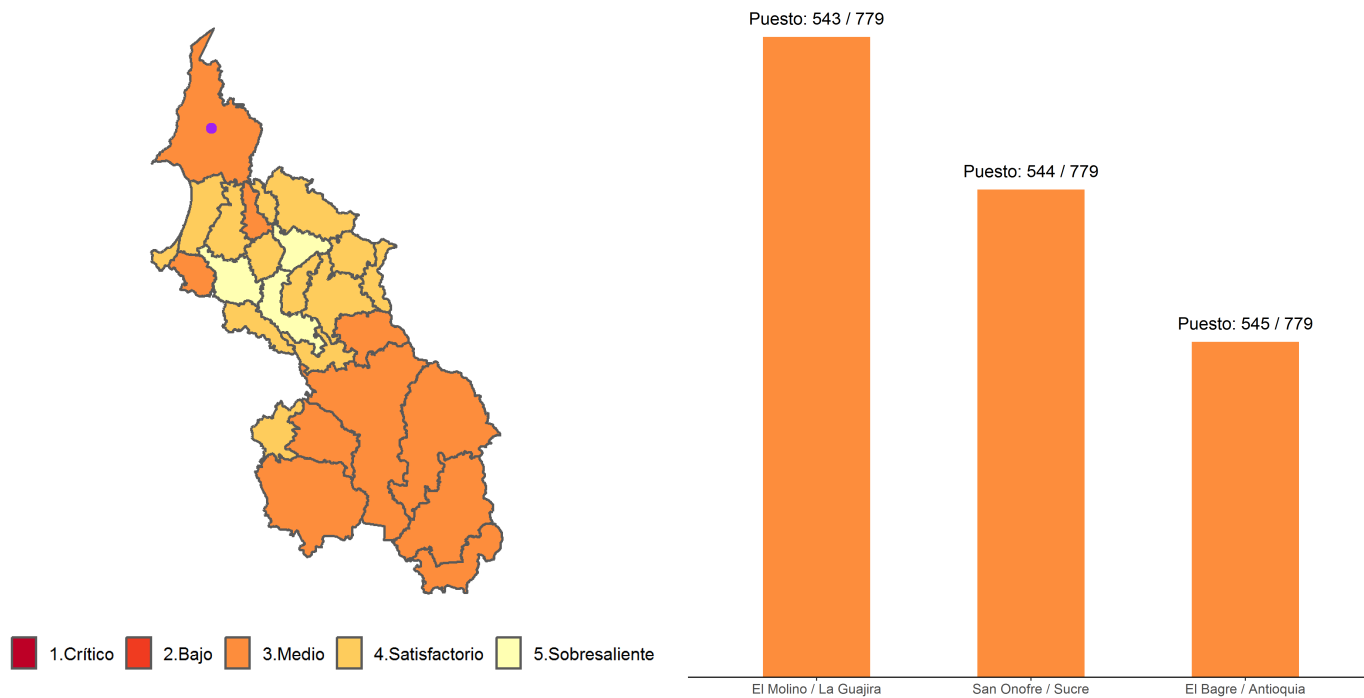 Puesto: 543 / 779
Puesto: 544 / 779
Puesto: 545 / 779
1.Crítico
2.Bajo
3.Medio
4.Satisfactorio
5.Sobresaliente
El Molino / La Guajira
San Onofre / Sucre
El Bagre / Antioquia